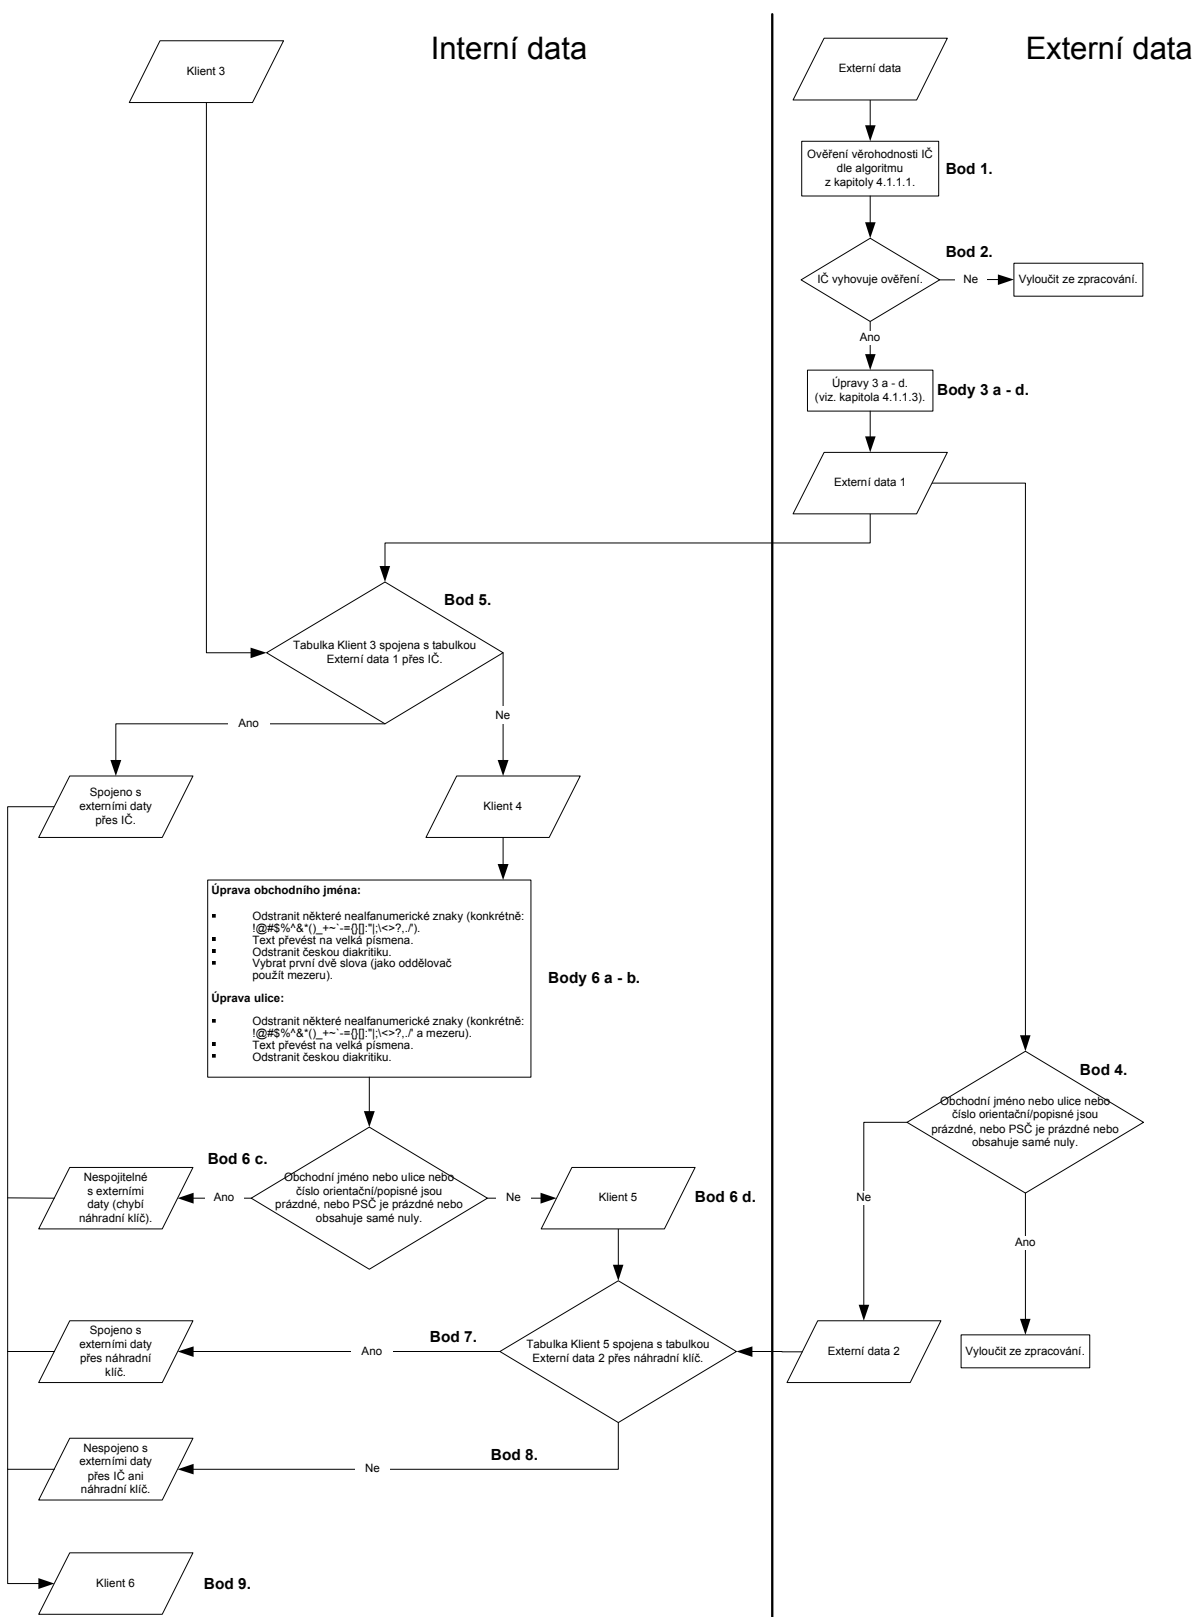 Interní data
Externí data
Klient 3
Externí data
Ověření věrohodnosti IČ
dle algoritmu
z kapitoly 4.1.1.1.
Bod 1.
Bod 2.
IČ vyhovuje ověření.
Ne
Vyloučit ze zpracování.
Ano
Úpravy 3 a - d.
(viz. kapitola 4.1.1.3).
Body 3 a - d.
Externí data 1
Bod 5.
Tabulka Klient 3 spojena s tabulkou
Externí data 1 přes IČ.
Ano
Ne
Spojeno s
externími daty
přes IČ.
Klient 4
Úprava obchodního jména:
▪ Odstranit některé nealfanumerické znaky (konkrétně:
!@#$%^&*()_+~`-={}[]:"|;\<>?,./').
▪ Text převést na velká písmena.
▪ Odstranit českou diakritiku.
▪ Vybrat první dvě slova (jako oddělovač
použít mezeru).
Úprava ulice:
▪ Odstranit některé nealfanumerické znaky (konkrétně:
!@#$%^&*()_+~`-={}[]:"|;\<>?,./' a mezeru).
▪ Text převést na velká písmena.
▪ Odstranit českou diakritiku.
Body 6 a - b.
Bod 4.
Obchodní jméno nebo ulice nebo
číslo orientační/popisné jsou
prázdné, nebo PSČ je prázdné nebo
obsahuje samé nuly.
Ne
Ano
Bod 6 c.
Nespojitelné
s externími
daty (chybí
náhradní klíč).
Ano
Obchodní jméno nebo ulice nebo
číslo orientační/popisné jsou
prázdné, nebo PSČ je prázdné nebo
obsahuje samé nuly.
Ne
Klient 5
Bod 6 d.
Spojeno s
externími daty
přes náhradní
klíč.
Ano
Bod 7.
Tabulka Klient 5 spojena s tabulkou
Externí data 2 přes náhradní klíč.
Externí data 2
Vyloučit ze zpracování.
Nespojeno s
externími daty
přes IČ ani
náhradní klíč.
Ne
Bod 8.
Klient 6
Bod 9.